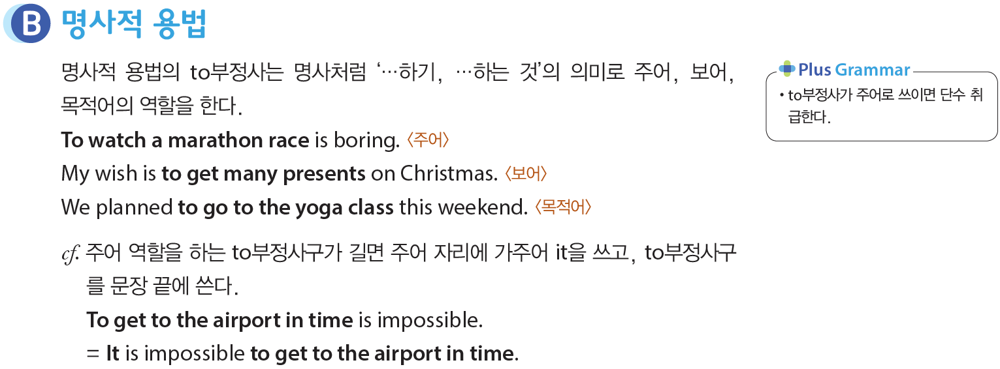 B 명사적 용법
명사적 용법의 to부정사는 명사처럼 ‘…하기, …하는 것’의 의미로 주어, 보어,
목적어의 역할을 한다.
To watch a marathon race is boring. 〈주어〉
My wish is to get many presents on Christmas. 〈보어〉
We planned to go to the yoga class this weekend. 〈목적어〉
cf. 주어 역할을 하는 to부정사구가 길면 주어 자리에 가주어 it을 쓰고, to부정사구
를 문장 끝에 쓴다.
To get to the airport in time is impossible.
= It is impossible to get to the airport in time.
Plus Grammar
• to부정사가 주어로 쓰이면 단수 취
급한다.